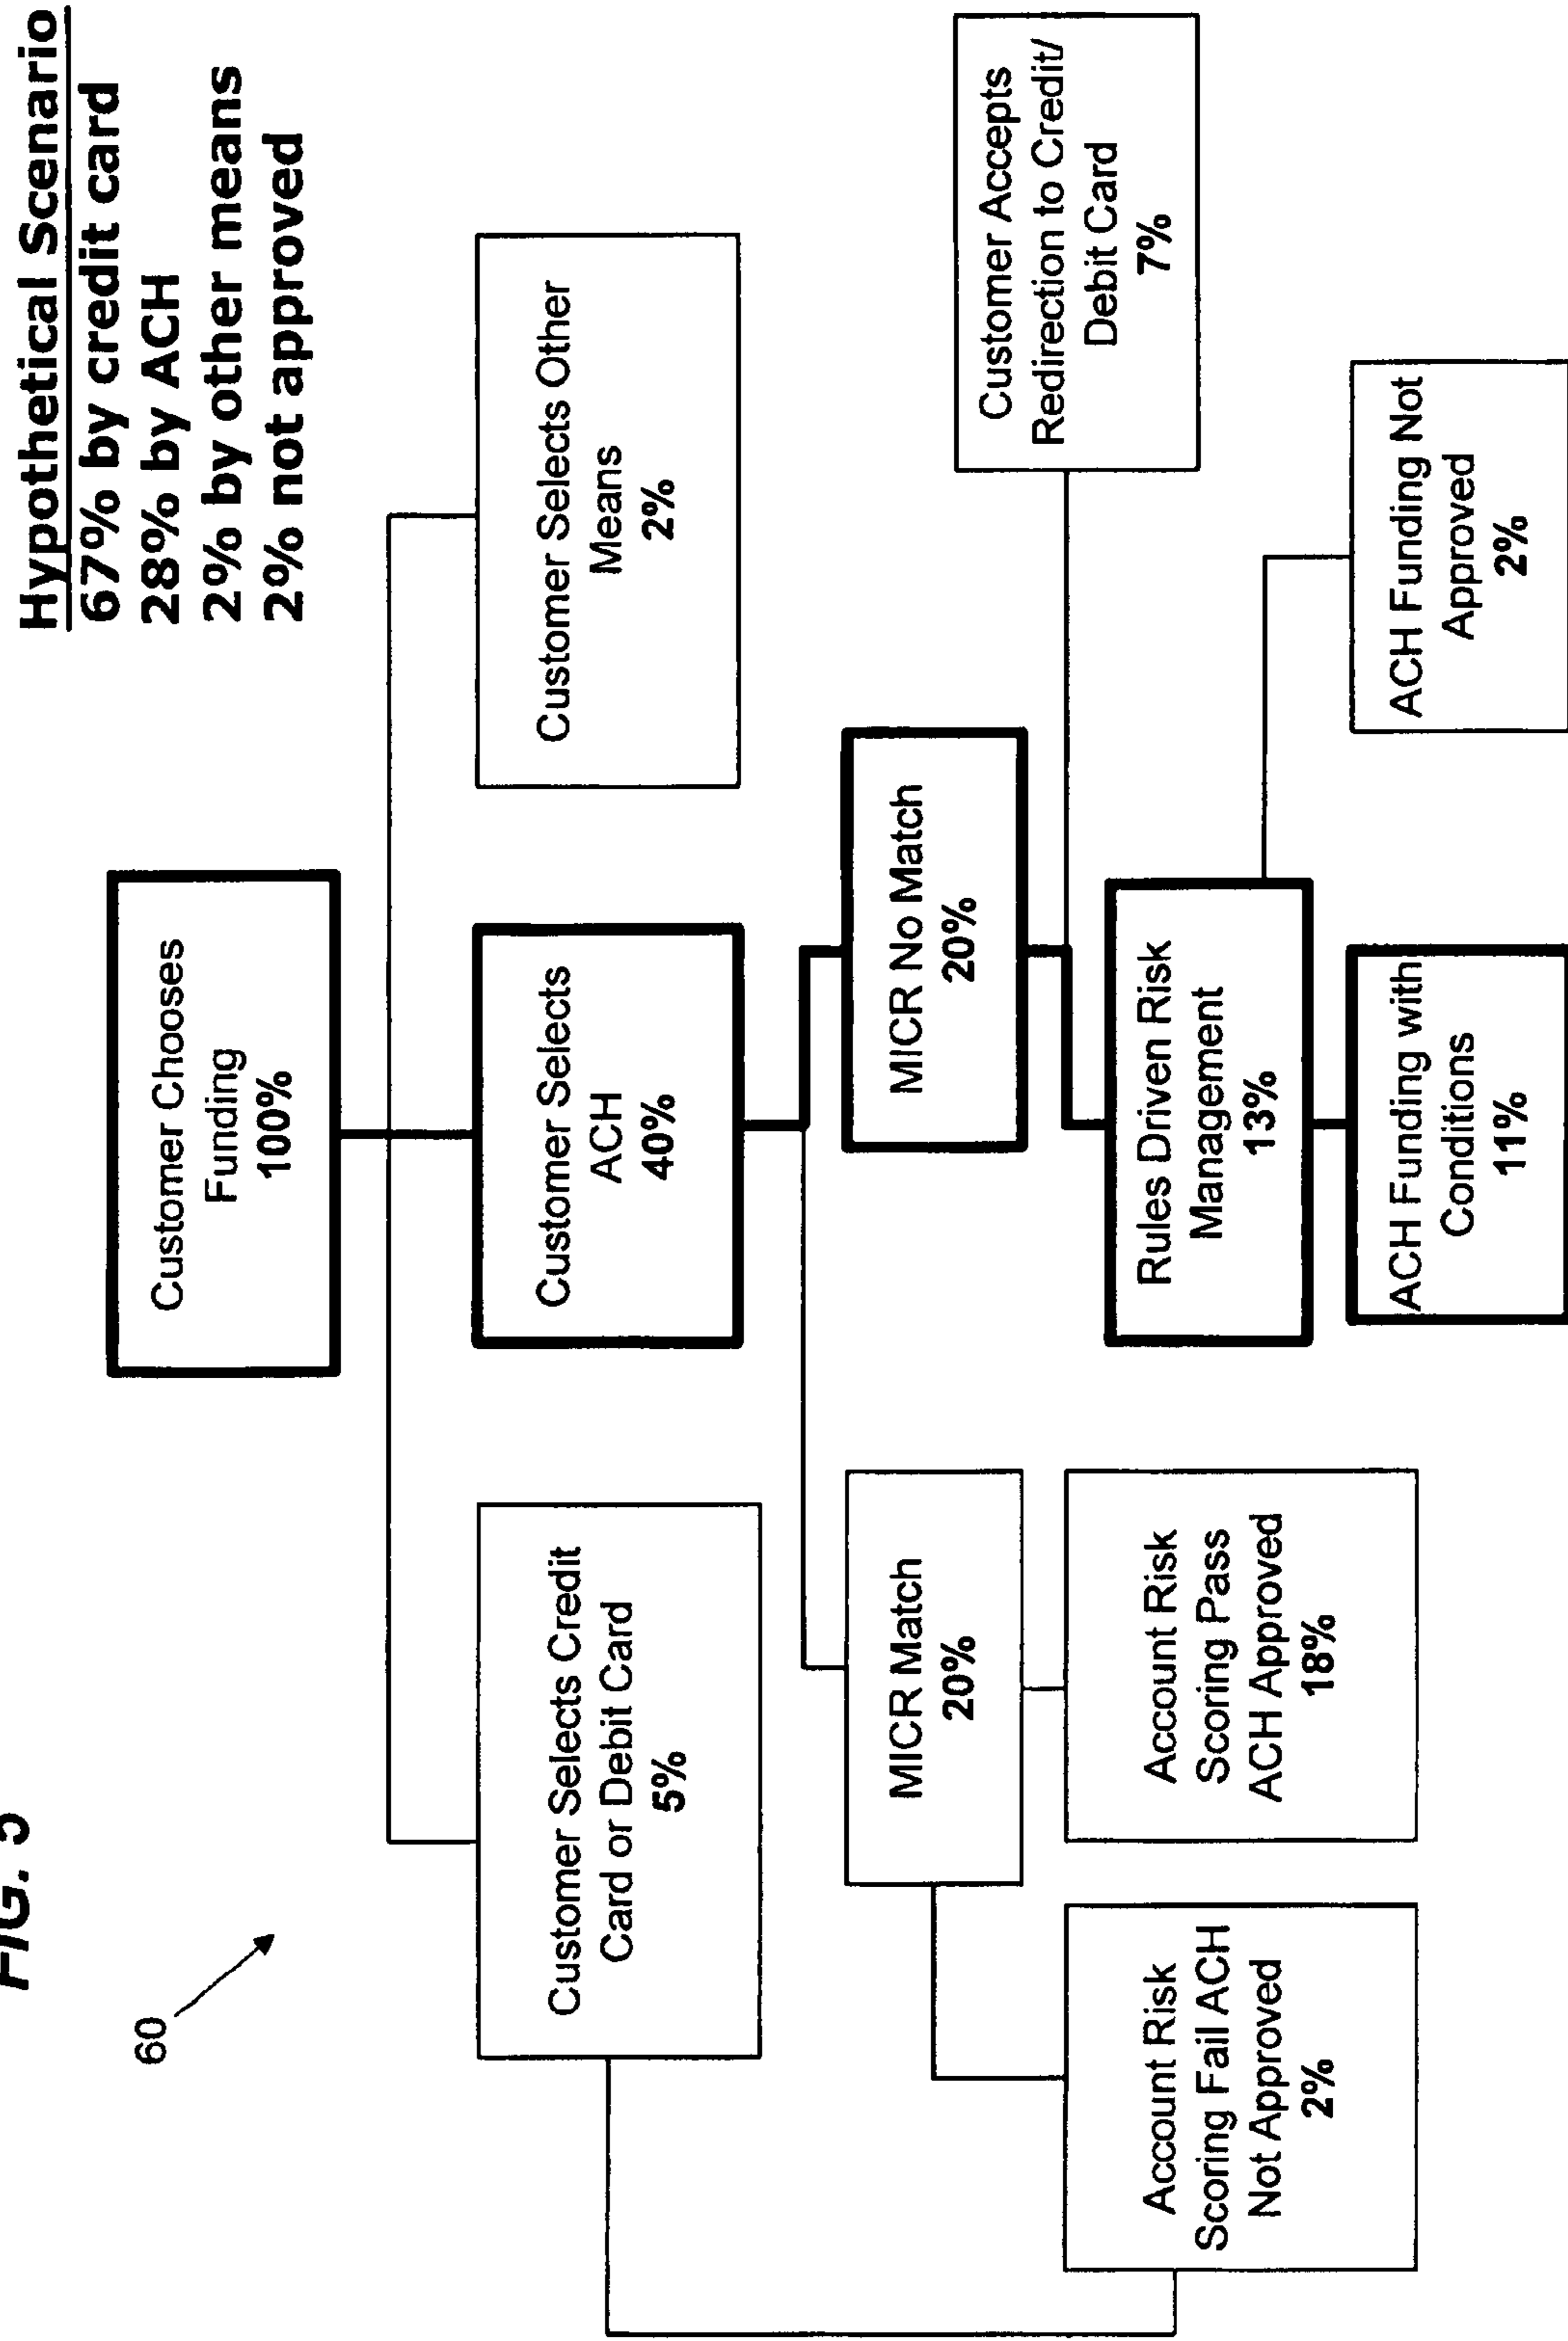 FIG. 5
60
Hypothetical Scenario
67% by credit card
28% by ACH
2% by other means
2% not approved
Customer Chooses
Funding
100%
Customer Selects Credit
Card or Debit Card
5%
Customer Selects
ACH
40%
Customer Selects Other
Means
2%
MICR Match
20%
MICR No Match
20%
Customer Accepts
Redirection to Credit/
Debit Card
7%
Account Risk
Scoring Fail ACH
Not Approved
2%
Account Risk
Scoring Pass
ACH Approved
18%
Rules Driven Risk
Management
13%
ACH Funding with
Conditions
11%
ACH Funding Not
Approved
2%